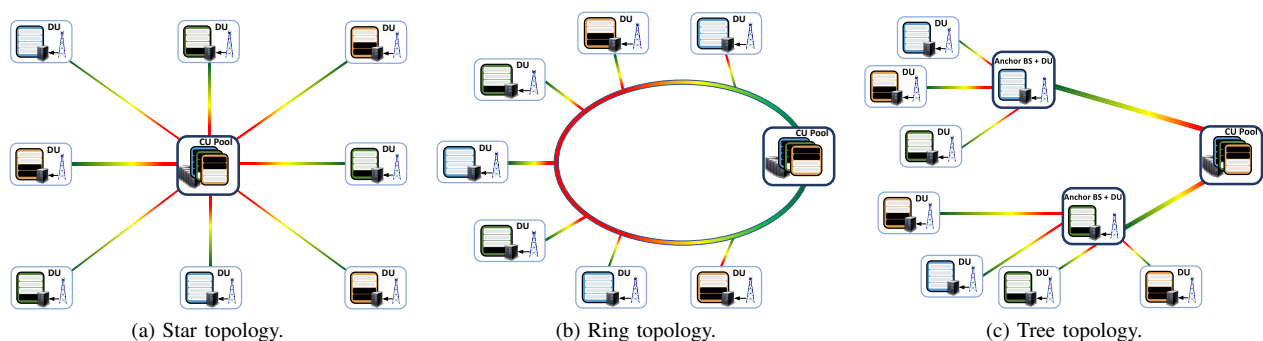 DU
DU
DU
DU
CU Pool
DU
DU
DU
DU
(a) Star topology.
DU
DU
DU
DU
CU Pool
DU
DU
DU
(b) Ring topology.
DU
Anchor BS + DU
DU
DU
CU Pool
Anchor BS + DU
DU
DU
DU
DU
(c) Tree topology.